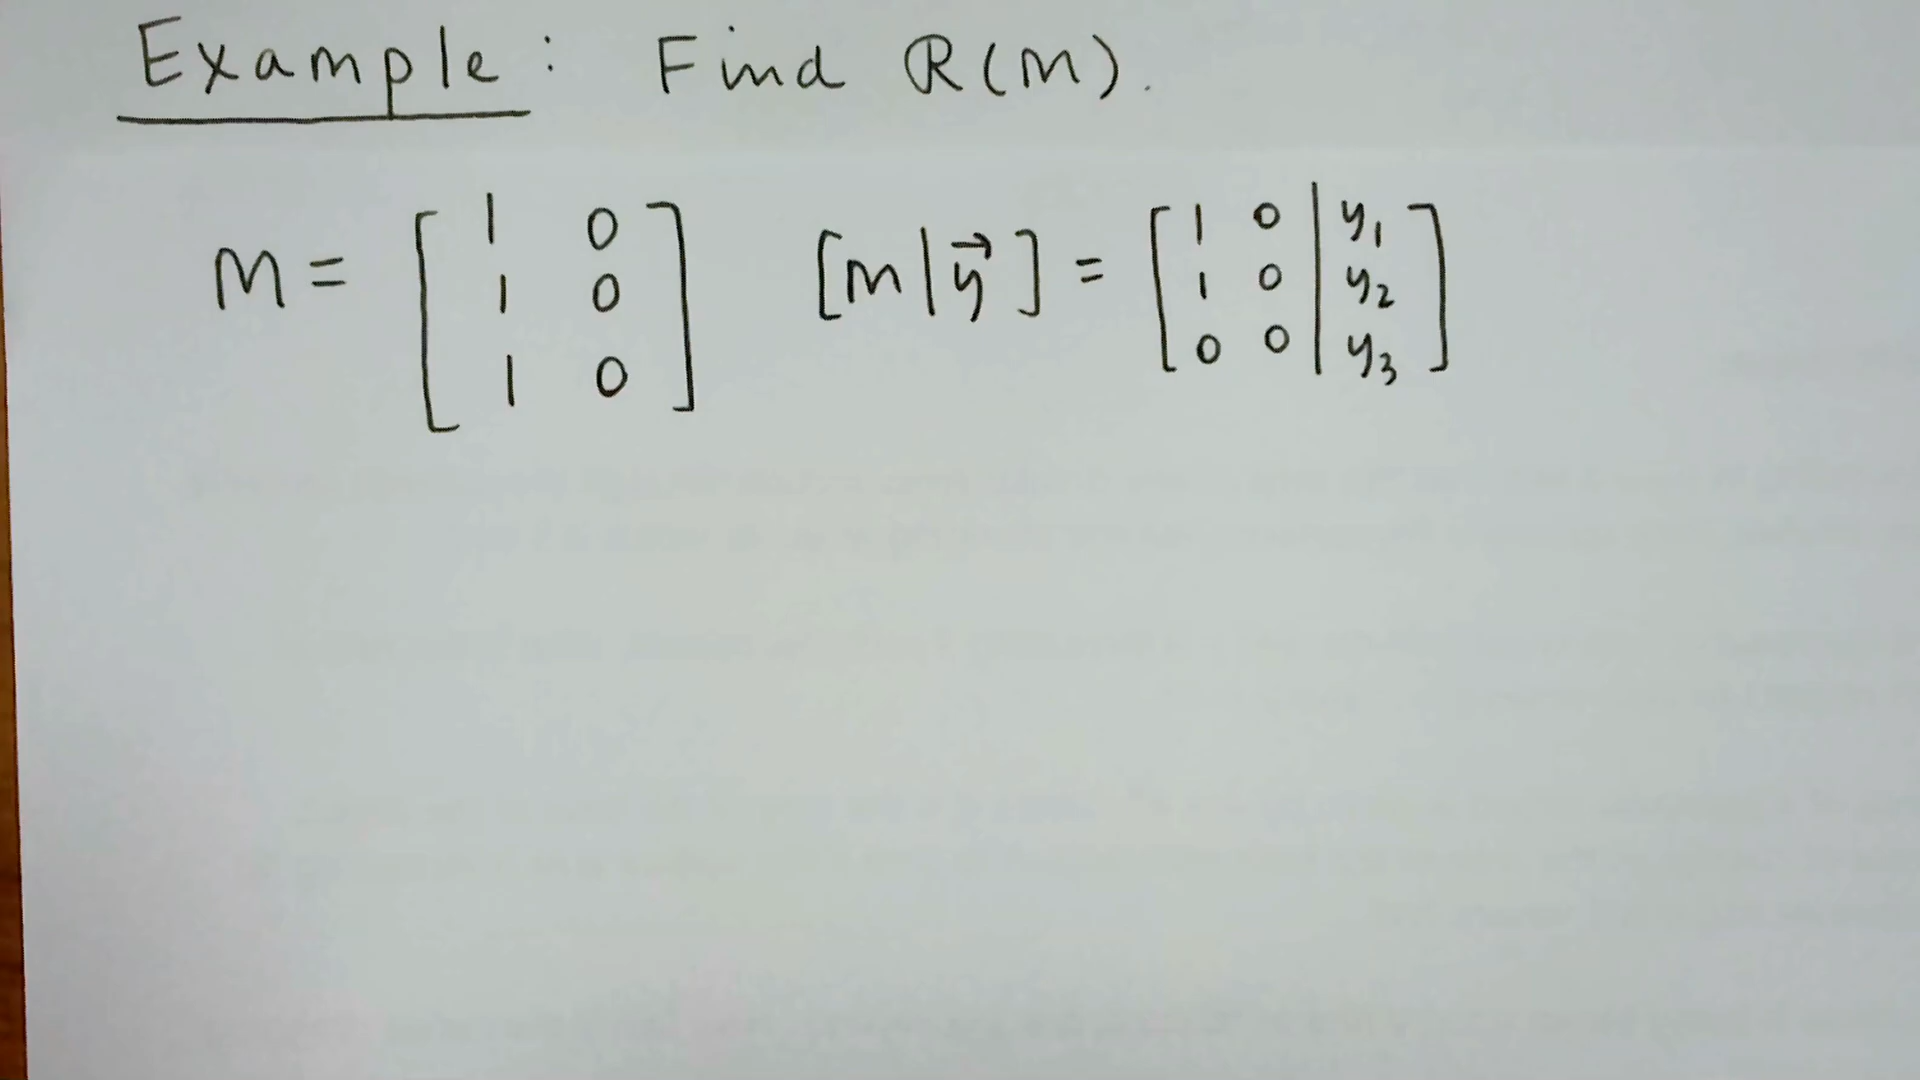 Example: Find R(M).
M = [ 1 0 [M|y⃗] = [ 1 0 | y₁ ]
1 0 1 0 | y₂
1 0 ] 0 0 | y₃ ]